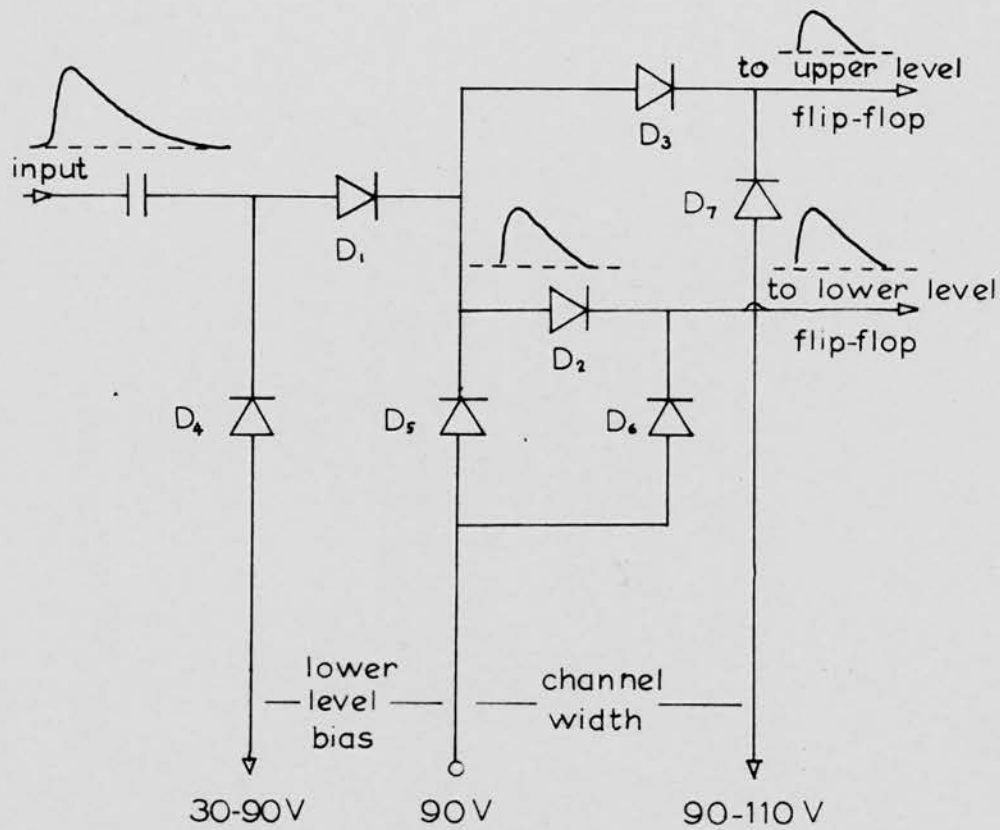 to upper level
flip-flop
D₃
input
D₁
D₇
to lower level
flip-flop
D₂
D₄
D₅
D₆
lower
level
bias
channel
width
30-90V
90V
90-110 V